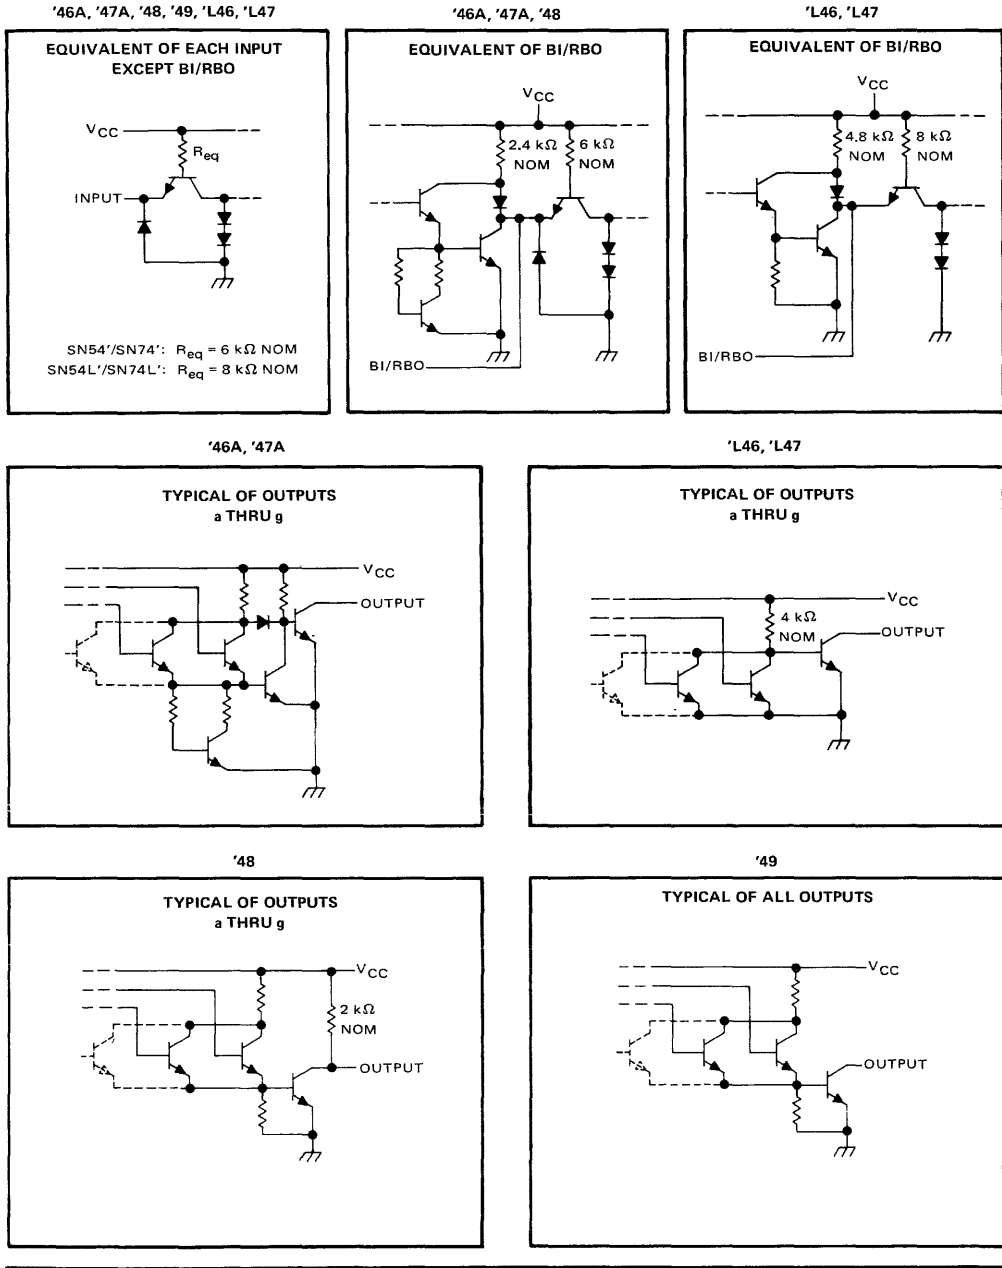 '46A, '47A, '48, '49, 'L46, 'L47
EQUIVALENT OF EACH INPUT
EXCEPT BI/RBO
VCC
Req
INPUT
SN54'/SN74': Req = 6 kΩ NOM
SN54L'/SN74L': Req = 8 kΩ NOM
'46A, '47A, '48
EQUIVALENT OF BI/RBO
VCC
2.4 kΩ
NOM
6 kΩ
NOM
BI/RBO
'L46, 'L47
EQUIVALENT OF BI/RBO
VCC
4.8 kΩ
NOM
8 kΩ
NOM
BI/RBO
'46A, '47A
TYPICAL OF OUTPUTS
a THRU g
VCC
OUTPUT
'L46, 'L47
TYPICAL OF OUTPUTS
a THRU g
VCC
4 kΩ
NOM
OUTPUT
'48
TYPICAL OF OUTPUTS
a THRU g
VCC
2 kΩ
NOM
OUTPUT
'49
TYPICAL OF ALL OUTPUTS
VCC
OUTPUT